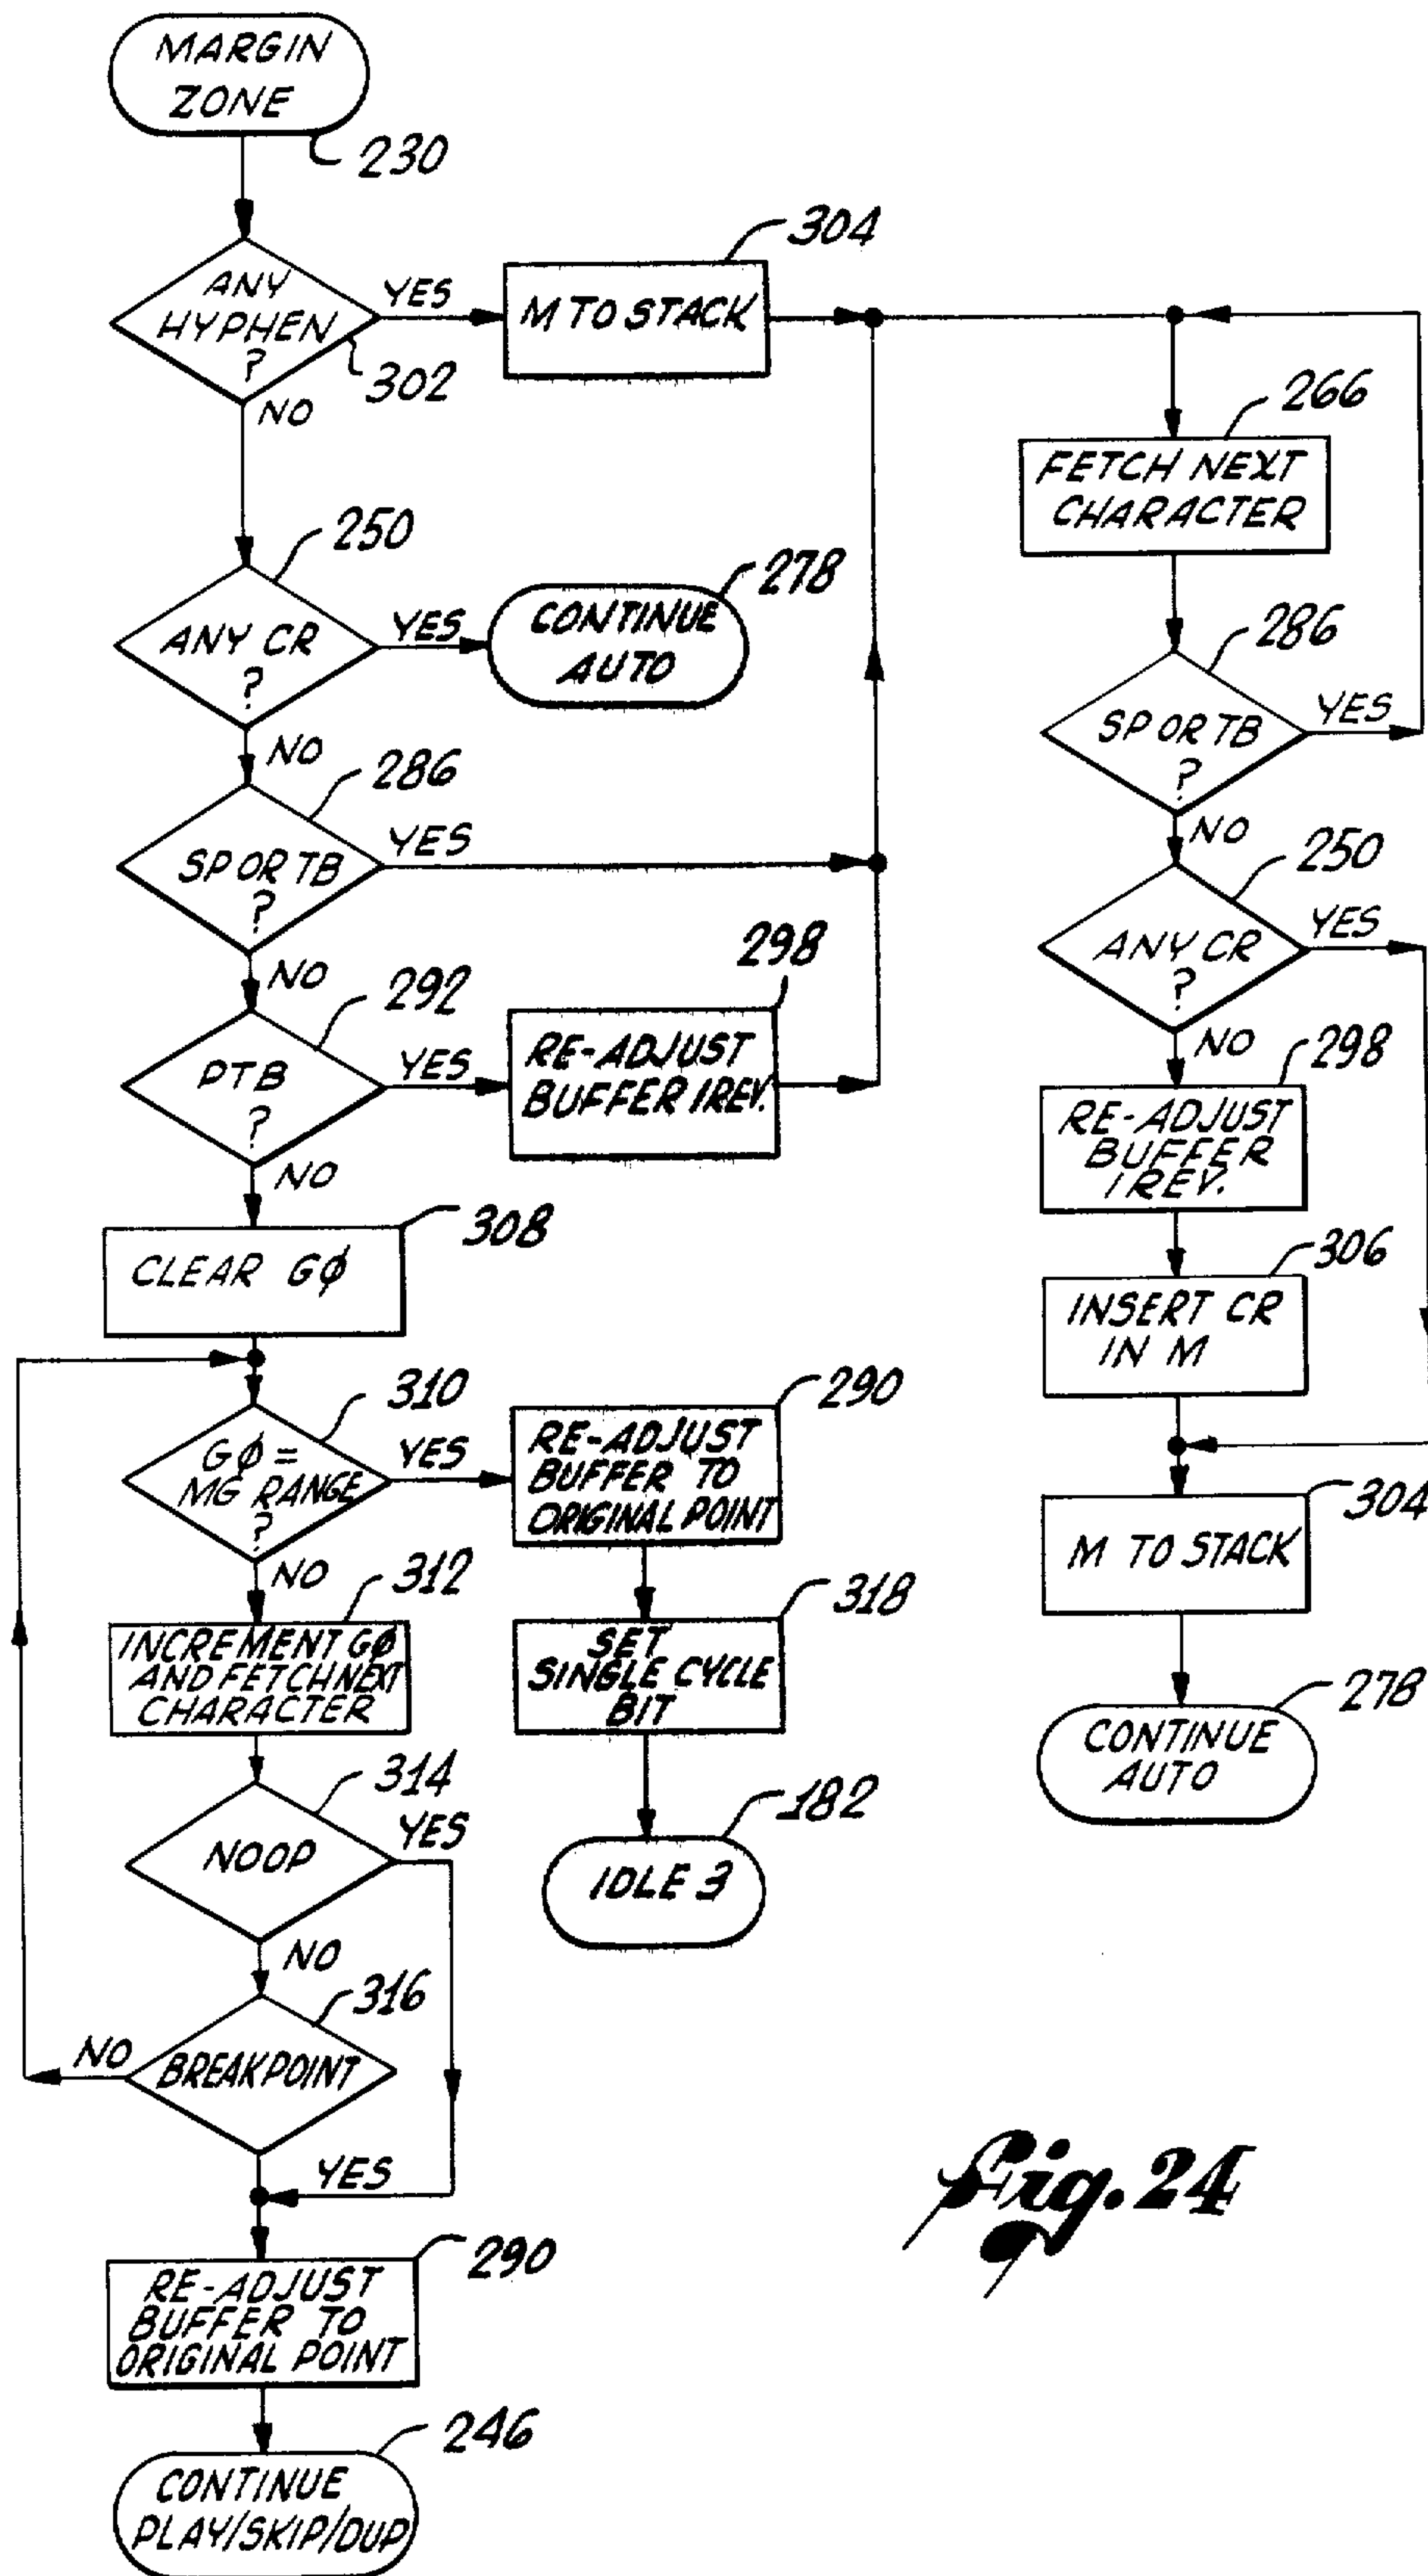 MARGIN
ZONE
230
ANY
HYPHEN
?
302
YES
NO
M TO STACK
304
FETCH NEXT
CHARACTER
266
250
ANY CR
?
YES
NO
CONTINUE
AUTO
278
286
SP OR TB
?
YES
NO
286
SP OR TB
?
YES
NO
250
ANY CR
?
YES
NO
292
PTB
?
YES
NO
298
RE-ADJUST
BUFFER 1REV.
298
RE-ADJUST
BUFFER
1 REV.
308
CLEAR GØ
306
INSERT CR
IN M
310
GØ =
MG RANGE
?
YES
NO
290
RE-ADJUST
BUFFER TO
ORIGINAL POINT
304
M TO STACK
312
INCREMENT GØ
AND FETCH NEXT
CHARACTER
318
SET
SINGLE CYCLE
BIT
278
CONTINUE
AUTO
314
NOOP
YES
NO
182
IDLE 3
316
BREAKPOINT
NO
YES
290
RE-ADJUST
BUFFER TO
ORIGINAL POINT
246
CONTINUE
PLAY/SKIP/DUP
Fig. 24